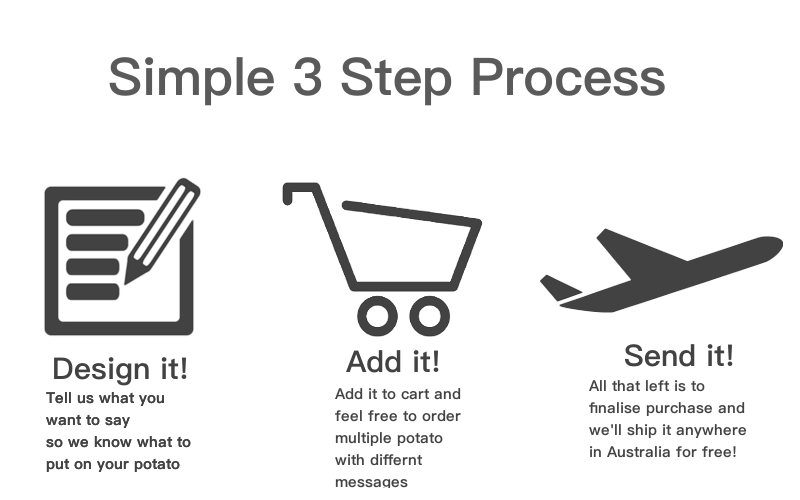 Simple 3 Step Process
Design it!
Tell us what you
want to say
so we know what to
put on your potato
Add it!
Add it to cart and
feel free to order
multiple potato
with differnt
messages
Send it!
All that left is to
finalise purchase and
we'll ship it anywhere
in Australia for free!